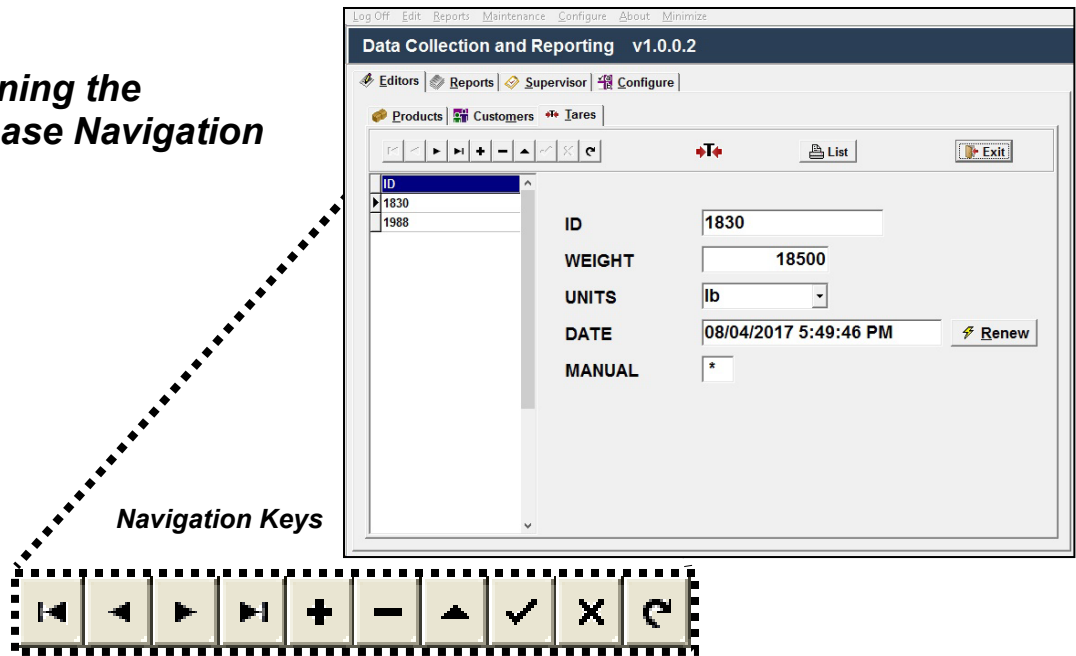 Log Off Edit Reports Maintenance Configure About Minimize
Data Collection and Reporting v1.0.0.2
ning the
ase Navigation
Editors Reports Supervisor Configure
Products Customers Tares
T List Exit
ID
1830
1988
ID 1830
WEIGHT 18500
UNITS lb
DATE 08/04/2017 5:49:46 PM Renew
MANUAL *
Navigation Keys